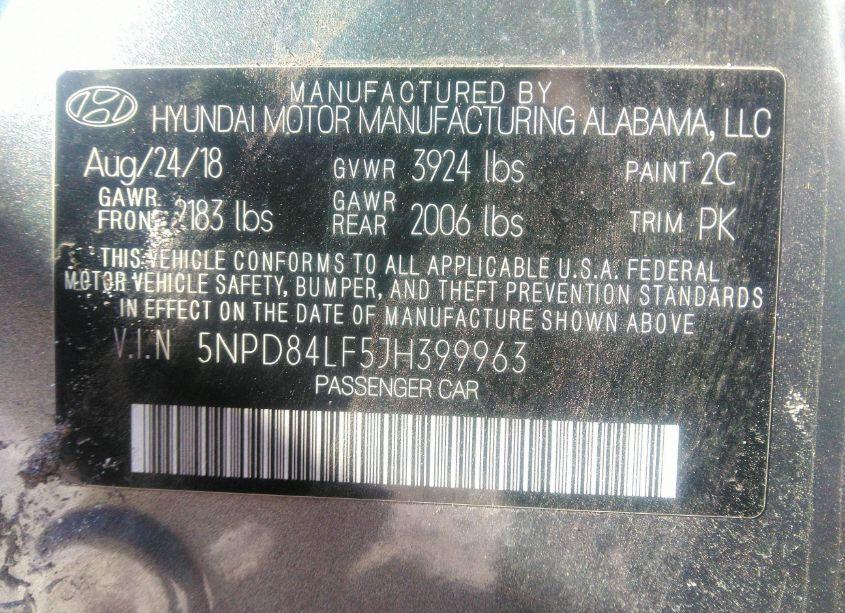 MANUFACTURED BY
HYUNDAI MOTOR MANUFACTURING ALABAMA, LLC
Aug/24/18 GVWR 3924 lbs PAINT 2C
GAWR FRONT 2183 lbs GAWR REAR 2006 lbs TRIM PK
THIS VEHICLE CONFORMS TO ALL APPLICABLE U.S.A. FEDERAL
MOTOR VEHICLE SAFETY, BUMPER, AND THEFT PREVENTION STANDARDS
IN EFFECT ON THE DATE OF MANUFACTURE SHOWN ABOVE
V.I.N 5NPD84LF5JH399963
PASSENGER CAR